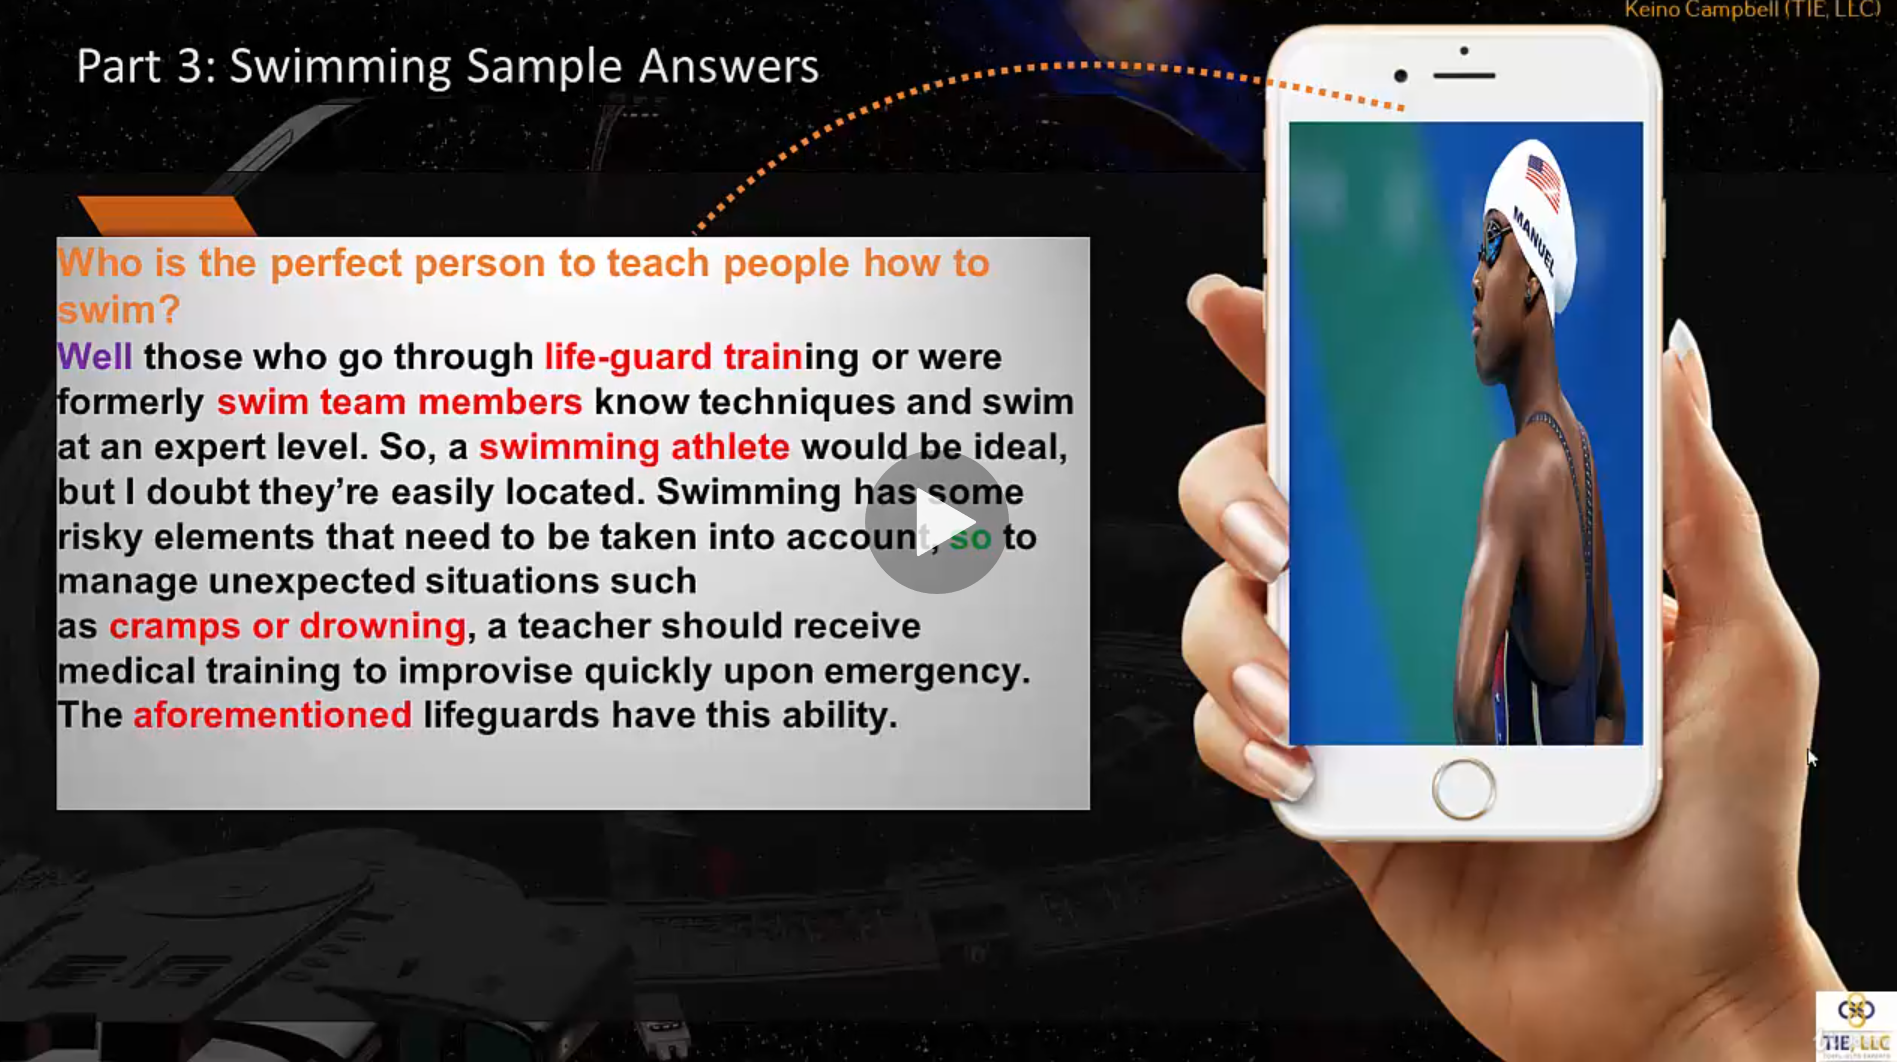 Keino Campbell (TIE, LLC)
Part 3: Swimming Sample Answers
MANUEL
Who is the perfect person to teach people how to
swim?
Well those who go through life-guard training or were
formerly swim team members know techniques and swim
at an expert level. So, a swimming athlete would be ideal,
but I doubt they’re easily located. Swimming has some
risky elements that need to be taken into account, so to
manage unexpected situations such
as cramps or drowning, a teacher should receive
medical training to improvise quickly upon emergency.
The aforementioned lifeguards have this ability.
TIE, LLC